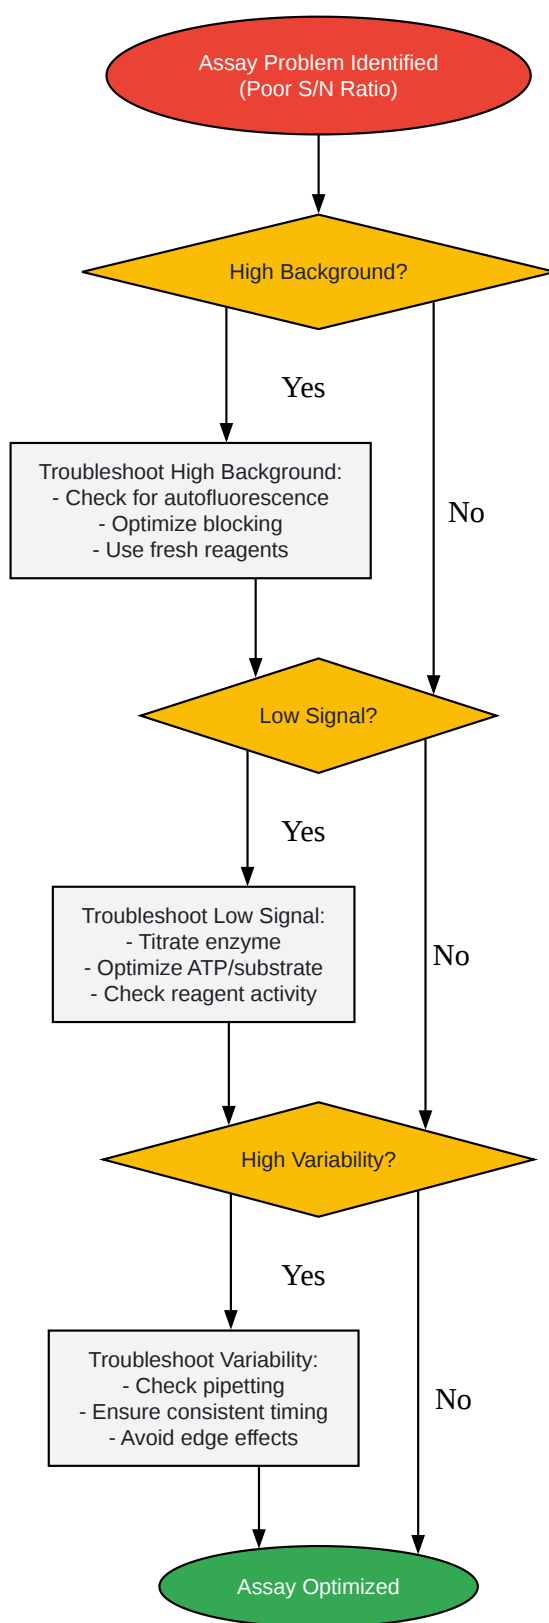 Assay Problem Identified
(Poor S/N Ratio)
High Background?
Yes
Troubleshoot High Background:
- Check for autofluorescence
- Optimize blocking
- Use fresh reagents
No
Low Signal?
Yes
Troubleshoot Low Signal:
- Titrate enzyme
- Optimize ATP/substrate
- Check reagent activity
No
High Variability?
Yes
Troubleshoot Variability:
- Check pipetting
- Ensure consistent timing
- Avoid edge effects
No
Assay Optimized